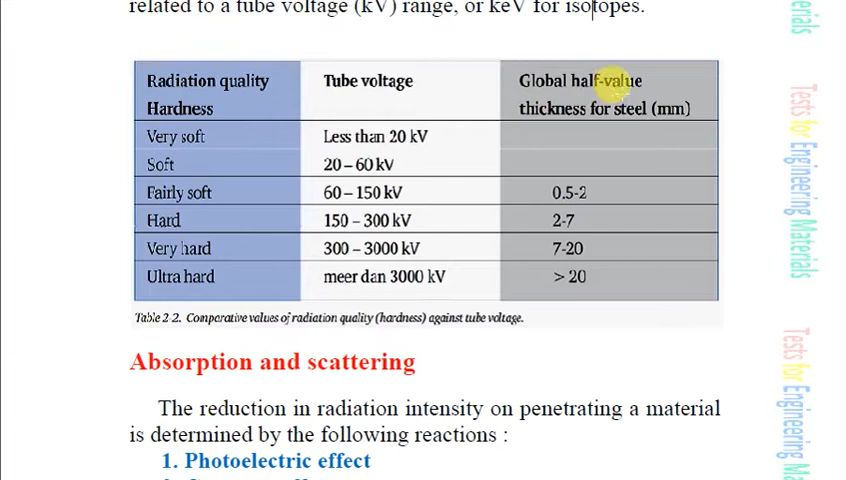 related to a tube voltage (kV) range, or keV for isotopes.
Radiation quality Hardness Tube voltage Global half-value thickness for steel (mm)
Very soft Less than 20 kV
Soft 20 – 60 kV
Fairly soft 60 – 150 kV 0.5-2
Hard 150 – 300 kV 2-7
Very hard 300 – 3000 kV 7-20
Ultra hard meer dan 3000 kV > 20
Table 2-2. Comparative values of radiation quality (hardness) against tube voltage.
Absorption and scattering
The reduction in radiation intensity on penetrating a material
is determined by the following reactions :
1. Photoelectric effect
Materials
Tests for Engineering Materials
Tests for Engineering